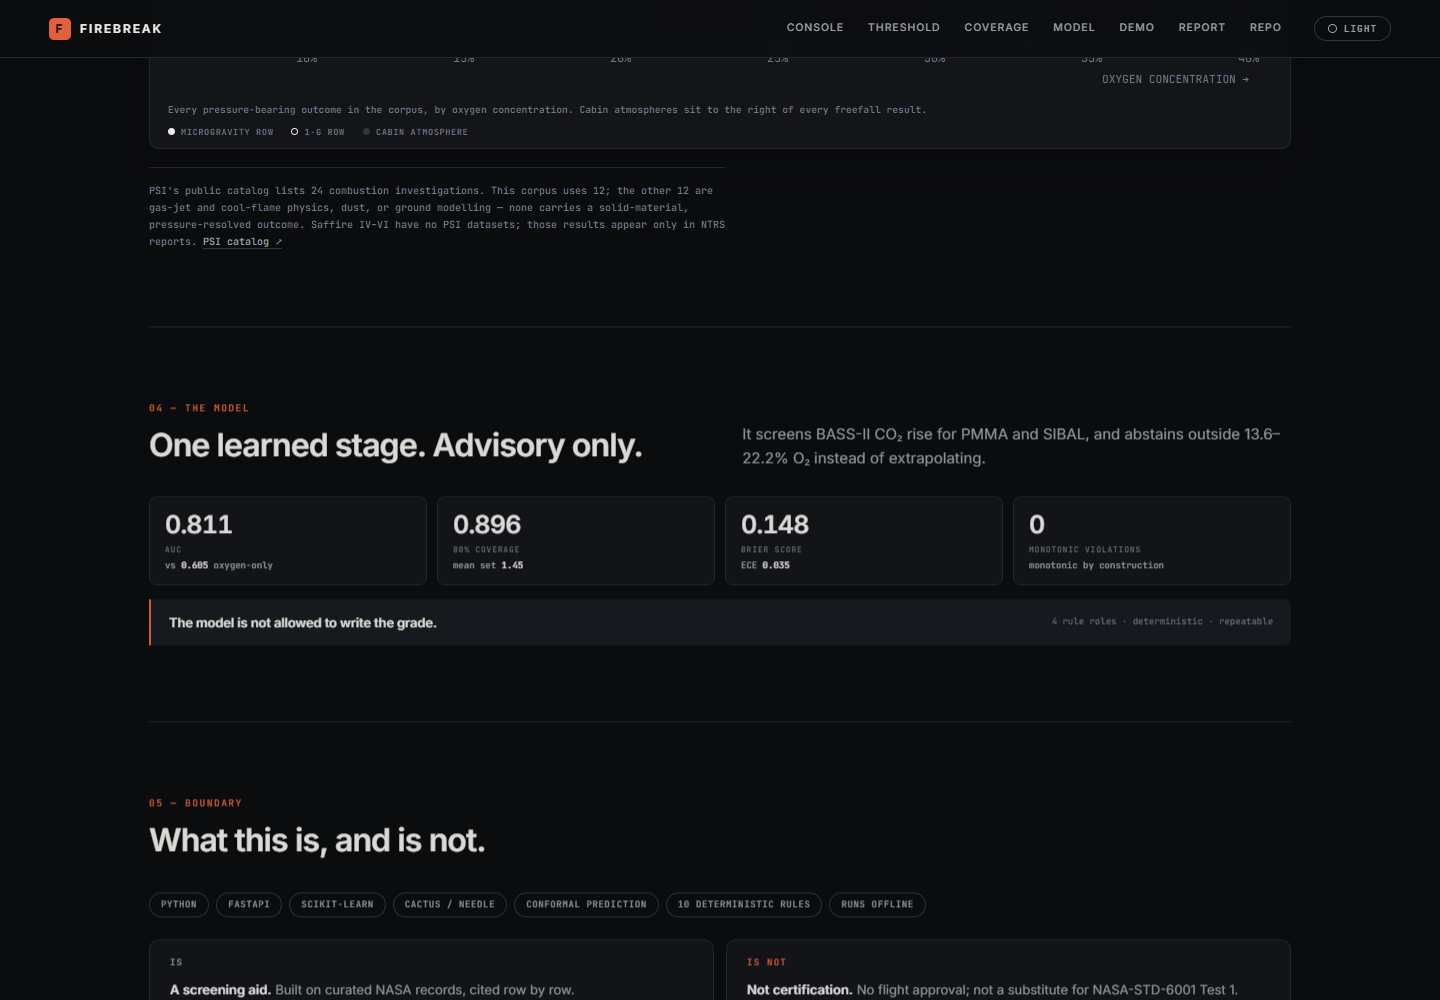 F FIREBREAK
CONSOLE THRESHOLD COVERAGE MODEL DEMO REPORT REPO LIGHT
10% 15% 20% 25% 30% 35% 40%
OXYGEN CONCENTRATION →
Every pressure-bearing outcome in the corpus, by oxygen concentration. Cabin atmospheres sit to the right of every freefall result.
MICROGRAVITY ROW 1-G ROW CABIN ATMOSPHERE
PSI's public catalog lists 24 combustion investigations. This corpus uses 12; the other 12 are
gas-jet and cool-flame physics, dust, or ground modelling — none carries a solid-material,
pressure-resolved outcome. Saffire IV–VI have no PSI datasets; those results appear only in NTRS
reports. PSI catalog ↗
04 — THE MODEL
One learned stage. Advisory only.
It screens BASS-II CO₂ rise for PMMA and SIBAL, and abstains outside 13.6–
22.2% O₂ instead of extrapolating.
0.811
AUC
vs 0.605 oxygen-only
0.896
80% COVERAGE
mean set 1.45
0.148
BRIER SCORE
ECE 0.035
0
MONOTONIC VIOLATIONS
monotonic by construction
The model is not allowed to write the grade.
4 rule roles · deterministic · repeatable
05 — BOUNDARY
What this is, and is not.
PYTHON FASTAPI SCIKIT-LEARN CACTUS / NEEDLE CONFORMAL PREDICTION 10 DETERMINISTIC RULES RUNS OFFLINE
IS
A screening aid. Built on curated NASA records, cited row by row.
IS NOT
Not certification. No flight approval; not a substitute for NASA-STD-6001 Test 1.